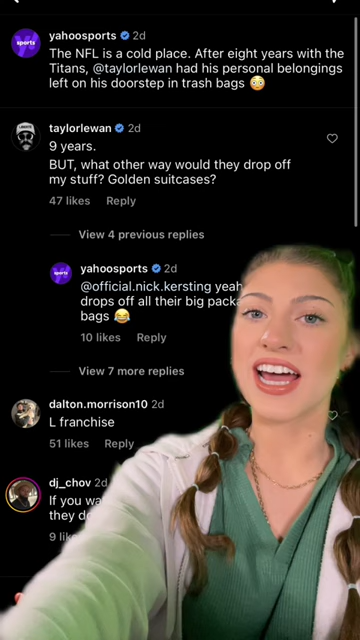 yahoosports 2d
The NFL is a cold place. After eight years with the
Titans, @taylorlewan had his personal belongings
left on his doorstep in trash bags 😳
taylorlewan 2d
9 years.
BUT, what other way would they drop off
my stuff? Golden suitcases?
47 likes Reply
View 4 previous replies
yahoosports 2d
@official.nick.kersting yeah
drops off all their big
bags 😂
10 likes Reply
View 7 more replies
dalton.morrison10 2d
L franchise
51 likes Reply
dj_chov 2d
If you
they
sports
sports